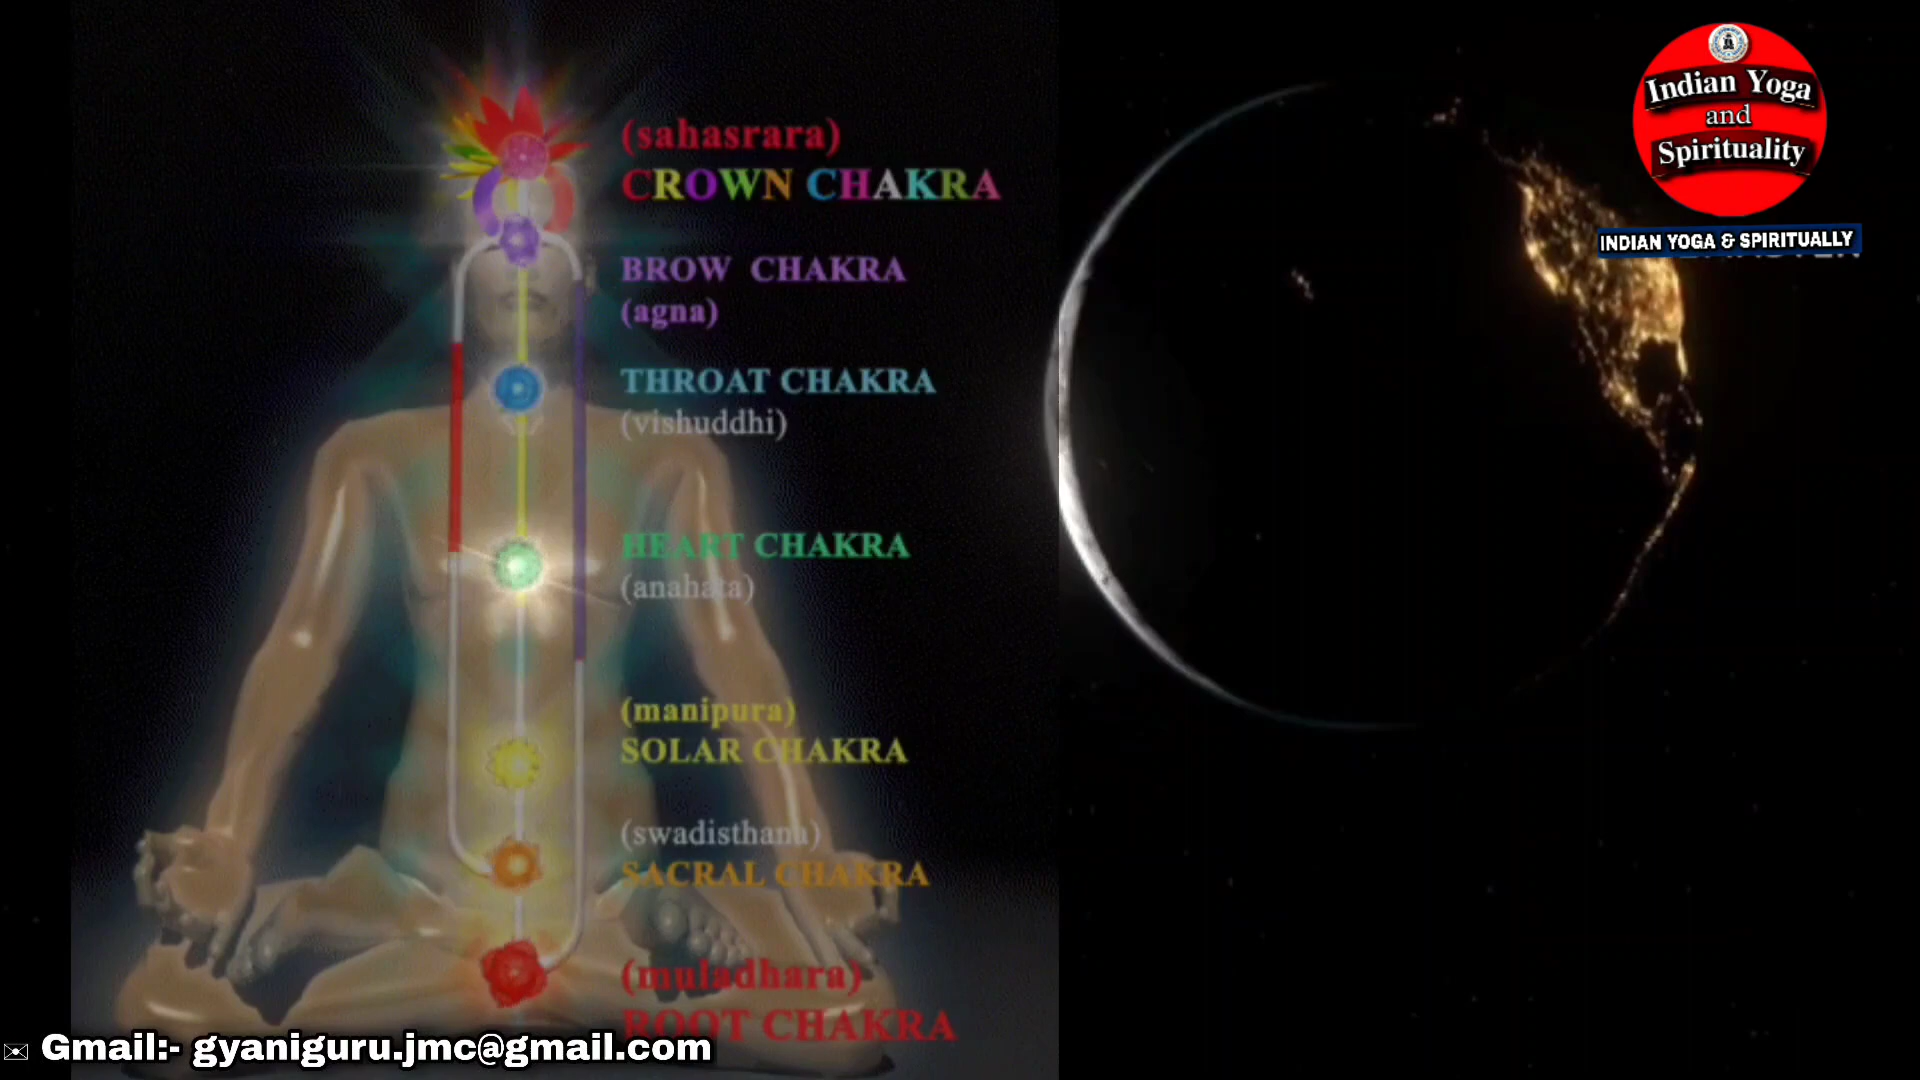 (sahasrara)
CROWN CHAKRA
BROW CHAKRA
(agna)
THROAT CHAKRA
(vishuddhi)
HEART CHAKRA
(anahata)
(manipura)
SOLAR CHAKRA
(swadisthana)
SACRAL CHAKRA
(muladhara)
ROOT CHAKRA
Gmail:- gyaniguru.jmc@gmail.com
Indian Yoga
and
Spirituality
INDIAN YOGA & SPIRITUALLY